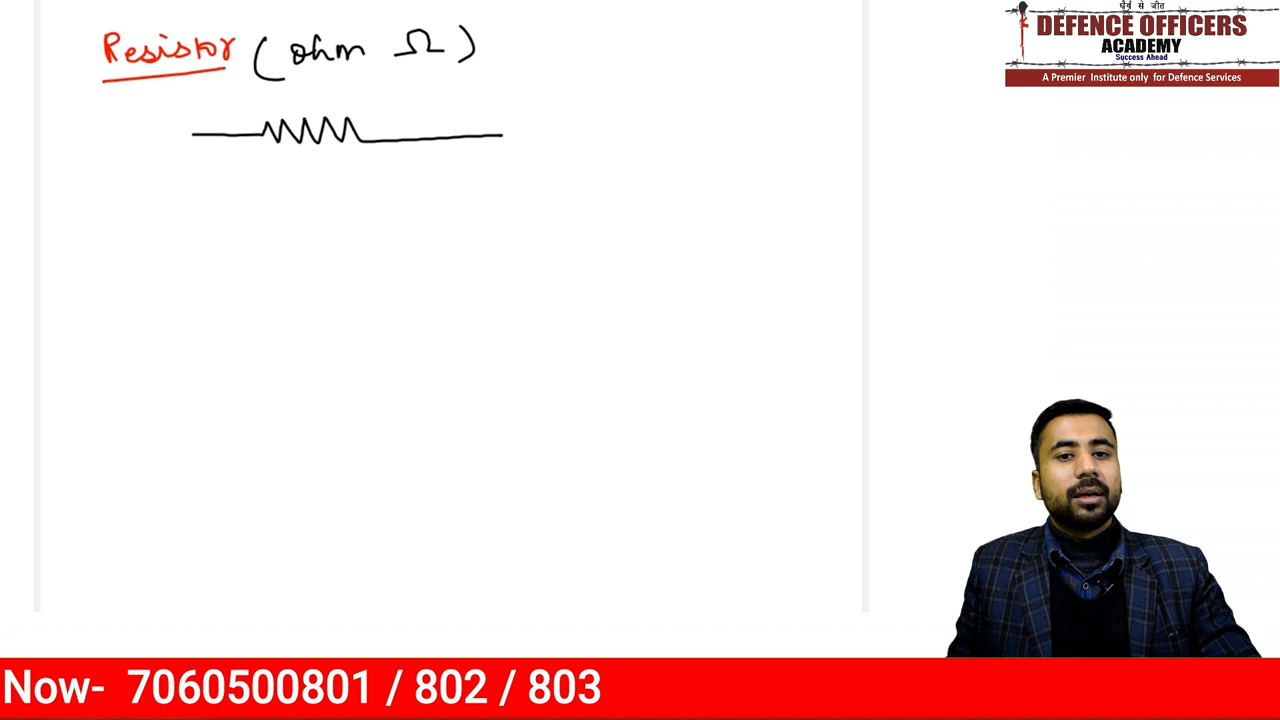 Resistor (ohm Ω)
धैर्य से जीत
DEFENCE OFFICERS
ACADEMY
Success Ahead
A Premier Institute only for Defence Services
Now- 7060500801 / 802 / 803